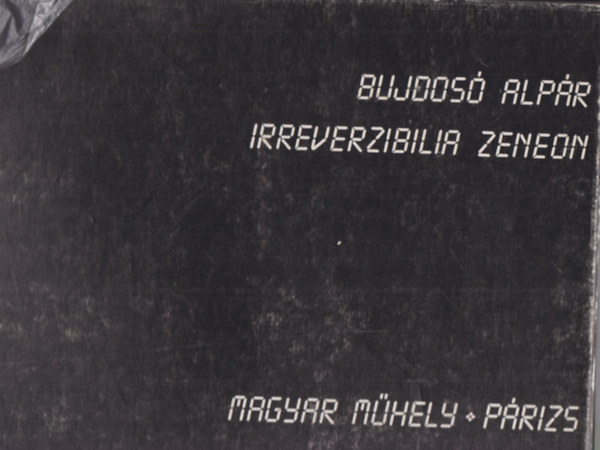 BUJDOSÓ ALPÁR
IRREVERZIBILIA ZENEON
MAGYAR MŰHELY ❖ PÁRIZS